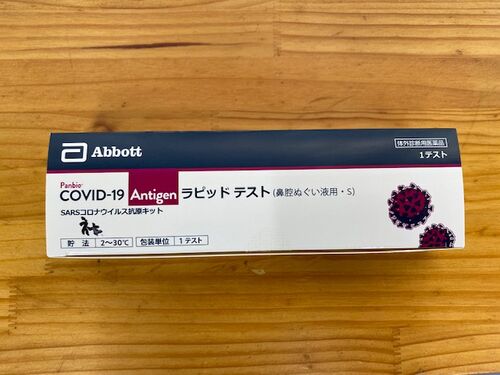 Abbott
体外診断用医薬品
1テスト
Panbio™
COVID-19 Antigen ラピッド テスト (鼻腔ぬぐい液用・S)
SARSコロナウイルス抗原キット
貯 法 2〜30℃ 包装単位 1 テスト